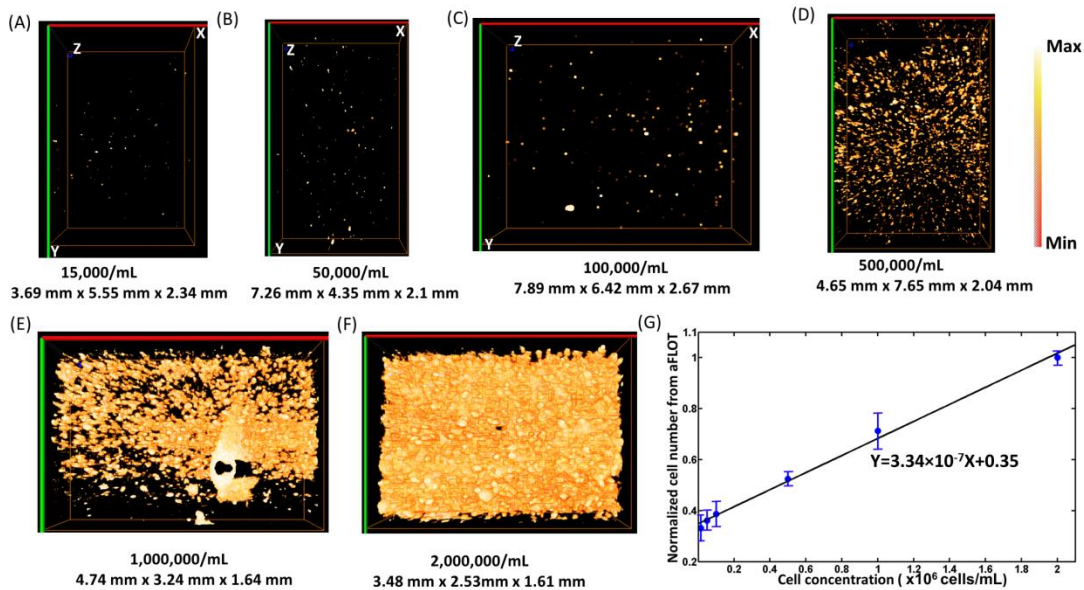 (A)
X
Z
Y
15,000/mL
3.69 mm x 5.55 mm x 2.34 mm
(B)
X
Z
Y
50,000/mL
7.26 mm x 4.35 mm x 2.1 mm
(C)
X
Z
Y
100,000/mL
7.89 mm x 6.42 mm x 2.67 mm
(D)
500,000/mL
4.65 mm x 7.65 mm x 2.04 mm
Max
Min
(E)
1,000,000/mL
4.74 mm x 3.24 mm x 1.64 mm
(F)
2,000,000/mL
3.48 mm x 2.53mm x 1.61 mm
(G)
Normalized cell number from aFLOT
1.1
1.0
0.8
0.6
0.4
0.2
Y=3.34×10⁻⁷X+0.35
0.2 0.6 1.0 1.4 1.8 2.0
Cell concentration ( x10⁶ cells/mL)